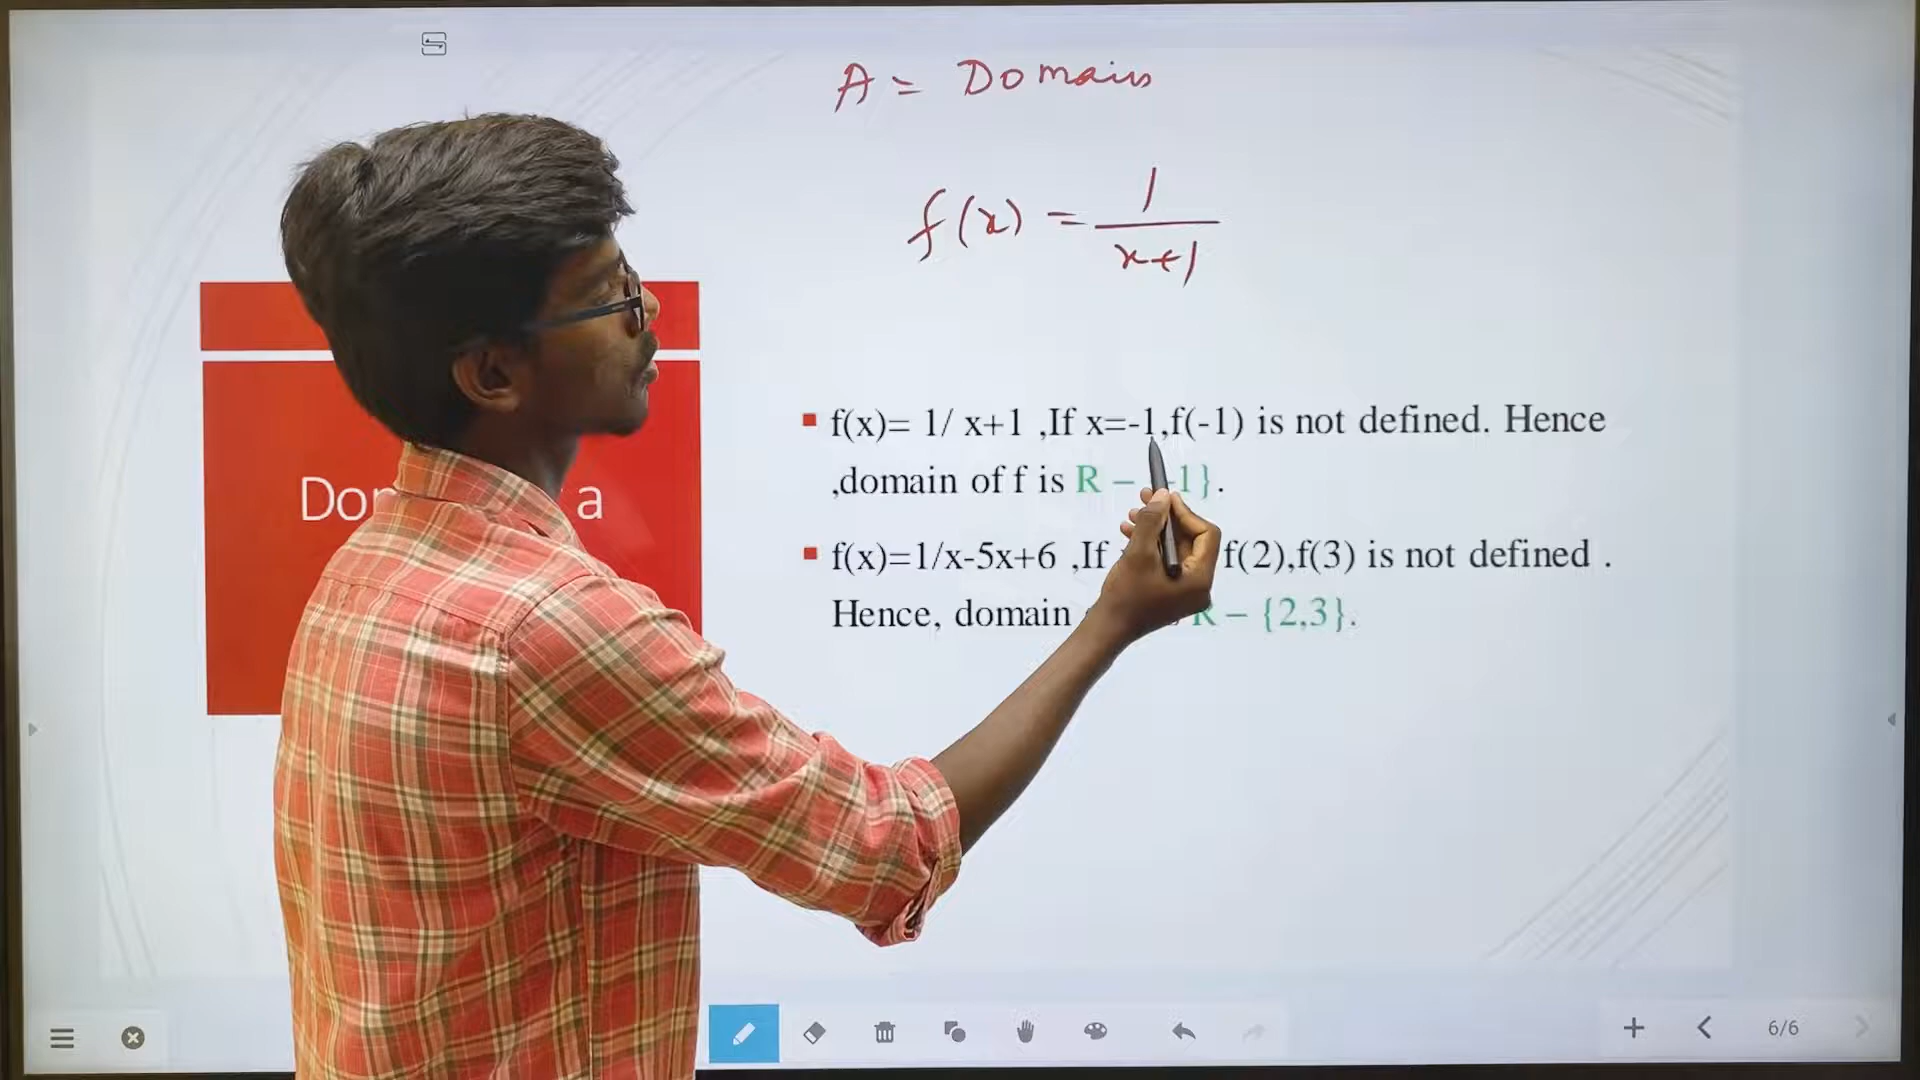 A = Domain
f(x) = 1
x+1
Do a
f(x)= 1/ x+1 ,If x=-1,f(-1) is not defined. Hence
,domain of f is R – -1}.
f(x)=1/x-5x+6 ,If f(2),f(3) is not defined .
Hence, domain R – {2,3}.
6/6